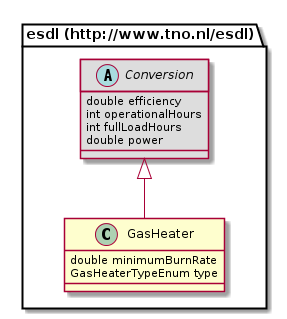 esdl (http://www.tno.nl/esdl)
A Conversion
double efficiency
int operationalHours
int fullLoadHours
double power
C GasHeater
double minimumBurnRate
GasHeaterTypeEnum type